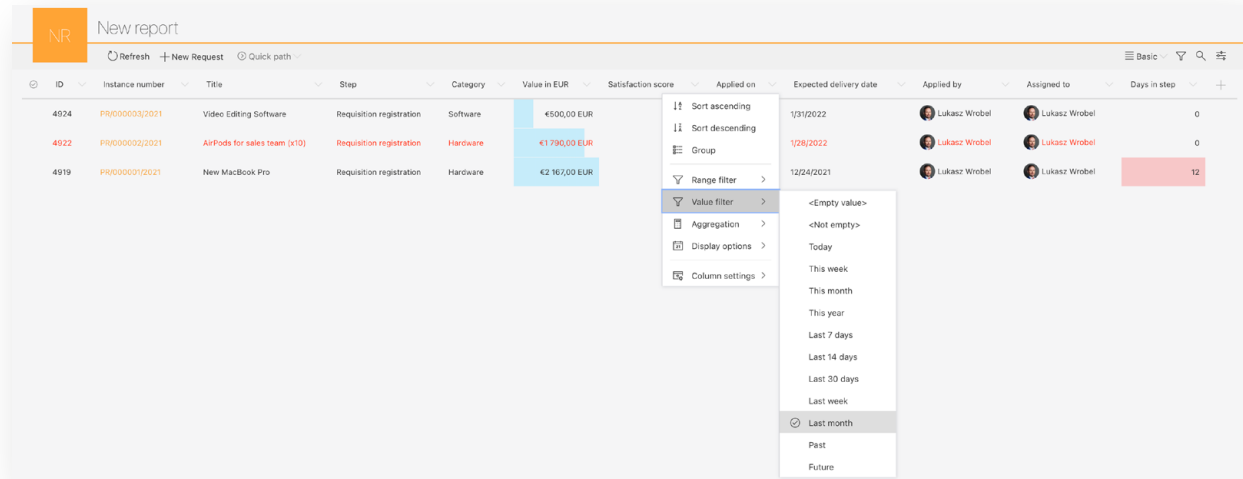 NR
New report
Refresh
New Request
Quick path
Basic
ID Instance number Title Step Category Value in EUR Satisfaction score Applied on Expected delivery date Applied by Assigned to Days in step
4924 PR/000003/2021 Video Editing Software Requisition registration Software €500,00 EUR 1/31/2022 Lukasz Wrobel Lukasz Wrobel 0
4922 PR/000002/2021 AirPods for sales team (x10) Requisition registration Hardware €1 790,00 EUR 1/28/2022 Lukasz Wrobel Lukasz Wrobel 0
4919 PR/000001/2021 New MacBook Pro Requisition registration Hardware €2 167,00 EUR 12/24/2021 Lukasz Wrobel Lukasz Wrobel 12
Sort ascending
Sort descending
Group
Range filter
Value filter
Aggregation
Display options
Column settings
<Empty value>
<Not empty>
Today
This week
This month
This year
Last 7 days
Last 14 days
Last 30 days
Last week
Last month
Past
Future